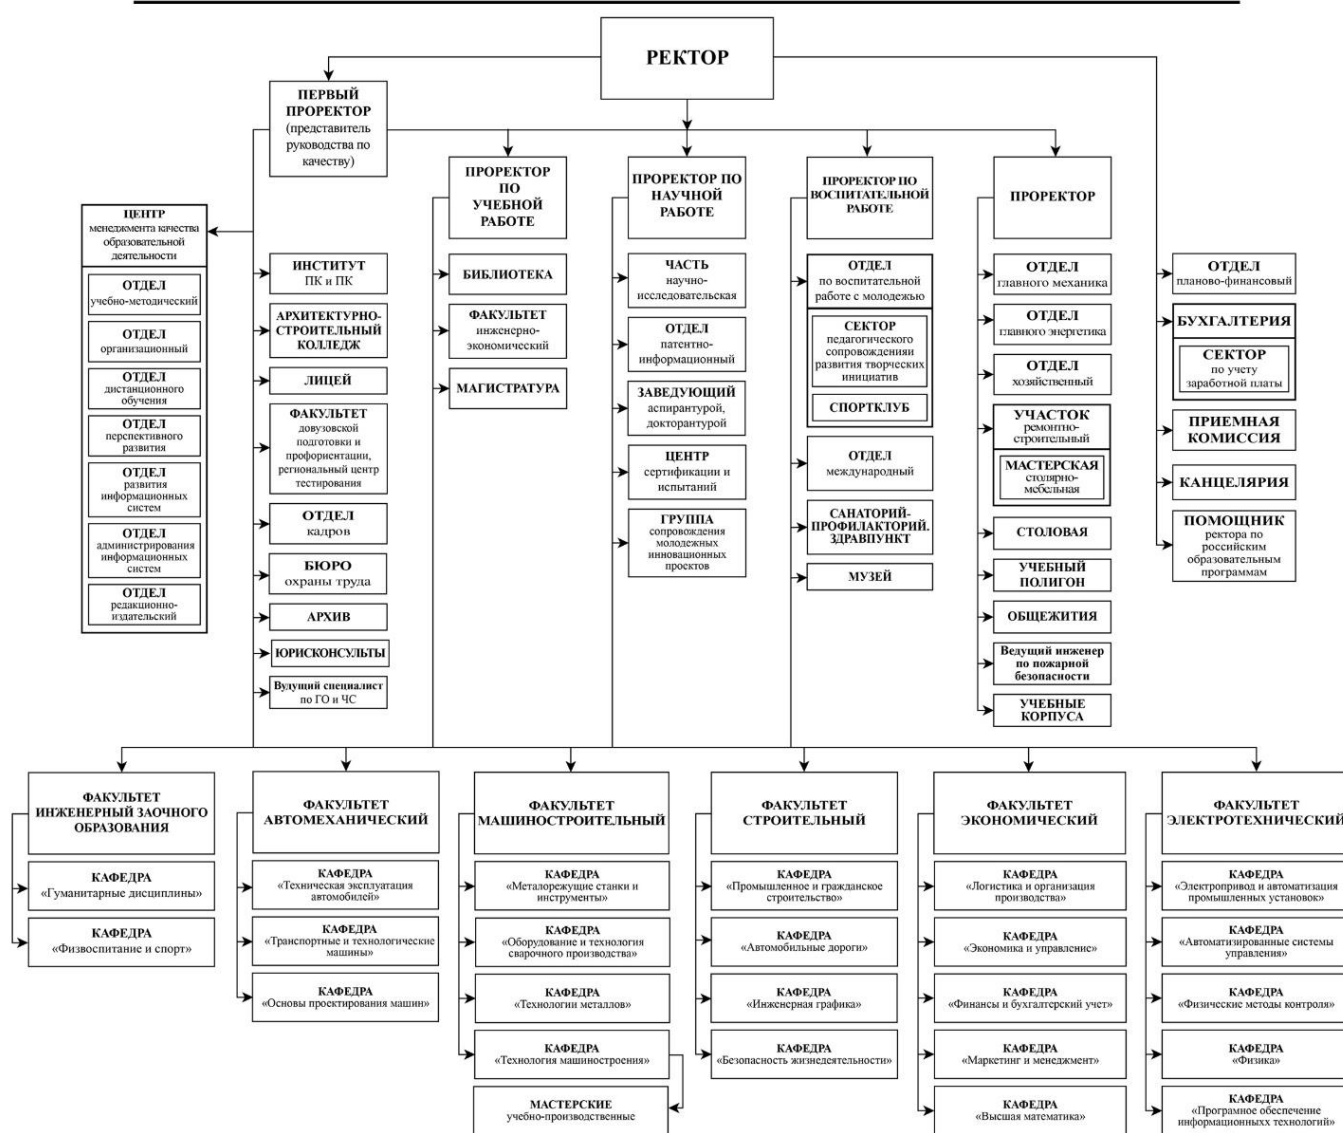 РЕКТОР
ПЕРВЫЙ
ПРОРЕКТОР
(представитель
руководства по
качеству)
ПРОРЕКТОР
ПО
УЧЕБНОЙ
РАБОТЕ
ПРОРЕКТОР ПО
НАУЧНОЙ
РАБОТЕ
ПРОРЕКТОР ПО
ВОСПИТАТЕЛЬНОЙ
РАБОТЕ
ПРОРЕКТОР
ЦЕНТР
менеджмента качества
образовательной
деятельности
ОТДЕЛ
учебно-методический
ОТДЕЛ
организационный
ОТДЕЛ
дистанционного
обучения
ОТДЕЛ
перспективного
развития
ОТДЕЛ
развития
информационных
систем
ОТДЕЛ
администрирования
информационных
систем
ОТДЕЛ
редакционно-
издательский
ИНСТИТУТ
ПК и ПК
АРХИТЕКТУРНО-
СТРОИТЕЛЬНЫЙ
КОЛЛЕДЖ
ЛИЦЕЙ
ФАКУЛЬТЕТ
довузовской
подготовки и
профориентации,
региональный центр
тестирования
ОТДЕЛ
кадров
БЮРО
охраны труда
АРХИВ
ЮРИСКОНСУЛЬТЫ
Вудущий специалист
по ГО и ЧС
БИБЛИОТЕКА
ФАКУЛЬТЕТ
инженерно-
экономический
МАГИСТРАТУРА
ЧАСТЬ
научно-
исследовательская
ОТДЕЛ
патентно-
информационный
ЗАВЕДУЮЩИЙ
аспирантурой,
докторантурой
ЦЕНТР
сертификации и
испытаний
ГРУППА
сопровождения
молодежных
инновационных
проектов
ОТДЕЛ
по воспитательной
работе с молодежью
СЕКТОР
педагогического
сопровожденияи
развития творческих
инициатив
СПОРТКЛУБ
ОТДЕЛ
международный
САНАТОРИЙ-
ПРОФИЛАКТОРИЙ.
ЗДРАВПУНКТ
МУЗЕЙ
ОТДЕЛ
главного механика
ОТДЕЛ
главного энергетика
ОТДЕЛ
хозяйственный
УЧАСТОК
ремонтно-
строительный
МАСТЕРСКАЯ
столярно-
мебельная
СТОЛОВАЯ
УЧЕБНЫЙ
ПОЛИГОН
ОБЩЕЖИТИЯ
Ведущий инженер
по пожарной
безопасности
УЧЕБНЫЕ
КОРПУСА
ОТДЕЛ
планово-финансовый
БУХГАЛТЕРИЯ
СЕКТОР
по учету
заработной платы
ПРИЕМНАЯ
КОМИССИЯ
КАНЦЕЛЯРИЯ
ПОМОЩНИК
ректора по
российским
образовательным
программам
ФАКУЛЬТЕТ
ИНЖЕНЕРНЫЙ ЗАОЧНОГО
ОБРАЗОВАНИЯ
КАФЕДРА
«Гуманитарные дисциплины»
КАФЕДРА
«Физвоспитание и спорт»
ФАКУЛЬТЕТ
АВТОМЕХАНИЧЕСКИЙ
КАФЕДРА
«Техническая эксплуатация
автомобилей»
КАФЕДРА
«Транспортные и технологические
машины»
КАФЕДРА
«Основы проектирования машин»
ФАКУЛЬТЕТ
МАШИНОСТРОИТЕЛЬНЫЙ
КАФЕДРА
«Металорежущие станки и
инструменты»
КАФЕДРА
«Оборудование и технология
сварочного производства»
КАФЕДРА
«Технологии металлов»
КАФЕДРА
«Технология машиностроения»
МАСТЕРСКИЕ
учебно-производственные
ФАКУЛЬТЕТ
СТРОИТЕЛЬНЫЙ
КАФЕДРА
«Промышленное и гражданское
строительство»
КАФЕДРА
«Автомобильные дороги»
КАФЕДРА
«Инженерная графика»
КАФЕДРА
«Безопасность жизнедеятельности»
ФАКУЛЬТЕТ
ЭКОНОМИЧЕСКИЙ
КАФЕДРА
«Логистика и организация
производства»
КАФЕДРА
«Экономика и управление»
КАФЕДРА
«Финансы и бухгалтерский учет»
КАФЕДРА
«Маркетинг и менеджмент»
КАФЕДРА
«Высшая математика»
ФАКУЛЬТЕТ
ЭЛЕКТРОТЕХНИЧЕСКИЙ
КАФЕДРА
«Электропривод и автоматизация
промышленных установок»
КАФЕДРА
«Автоматизированные системы
управления»
КАФЕДРА
«Физические методы контроля»
КАФЕДРА
«Физика»
КАФЕДРА
«Програмное обеспечение
информационныхх технологий»